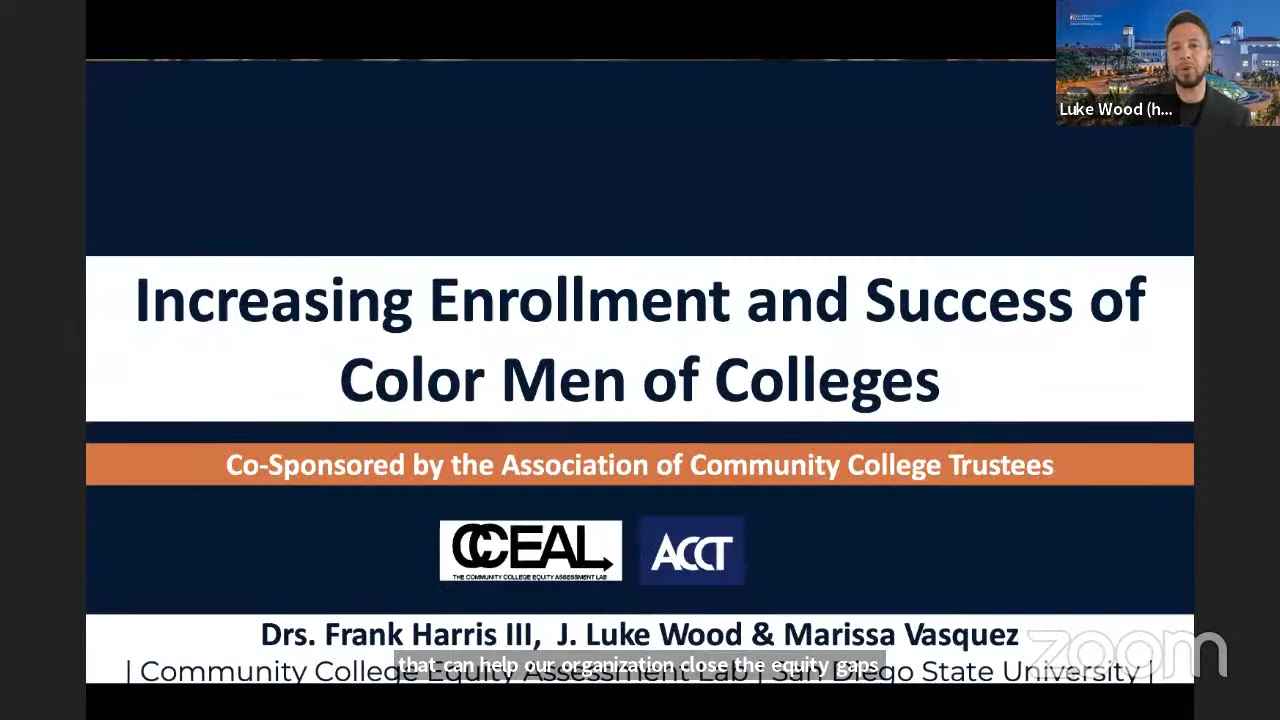 Luke Wood (h...
Increasing Enrollment and Success of
Color Men of Colleges
Co-Sponsored by the Association of Community College Trustees
CCEAL
THE COMMUNITY COLLEGE EQUITY ASSESSMENT LAB
ACCT
Drs. Frank Harris III, J. Luke Wood & Marissa Vasquez
zoom
that can help our organization close the equity gaps
| Community College Equity Assessment Lab | San Diego State University |